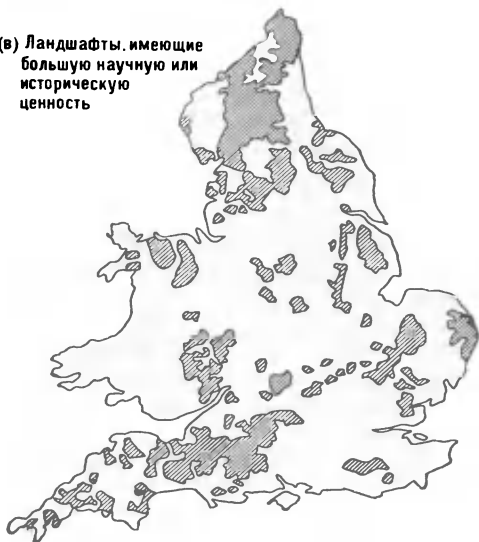 (в) Ландшафты, имеющие
большую научную или
историческую
ценность